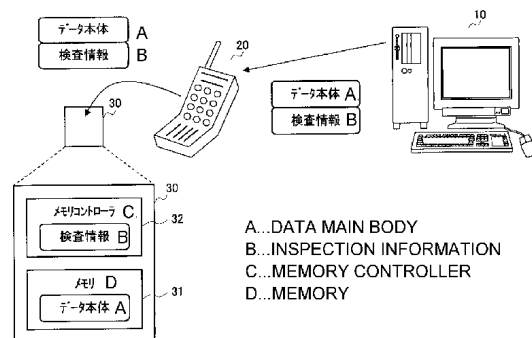 データ本体 A
検査情報 B
20
10
データ本体 A
検査情報 B
30
30
メモリコントローラ C
32
検査情報 B
メモリ D
31
データ本体 A
A...DATA MAIN BODY
B...INSPECTION INFORMATION
C...MEMORY CONTROLLER
D...MEMORY